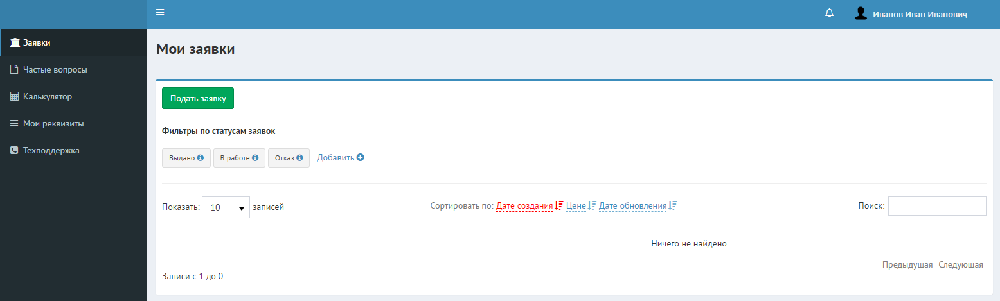 Иванов Иван Иванович
Заявки
Частые вопросы
Калькулятор
Мои реквизиты
Техподдержка
Мои заявки
Подать заявку
Фильтры по статусам заявок
Выдано В работе Отказ Добавить
Показать: 10 записей Сортировать по: Дате создания Цене Дате обновления Поиск:
Ничего не найдено
Предыдущая Следующая
Записи с 1 до 0